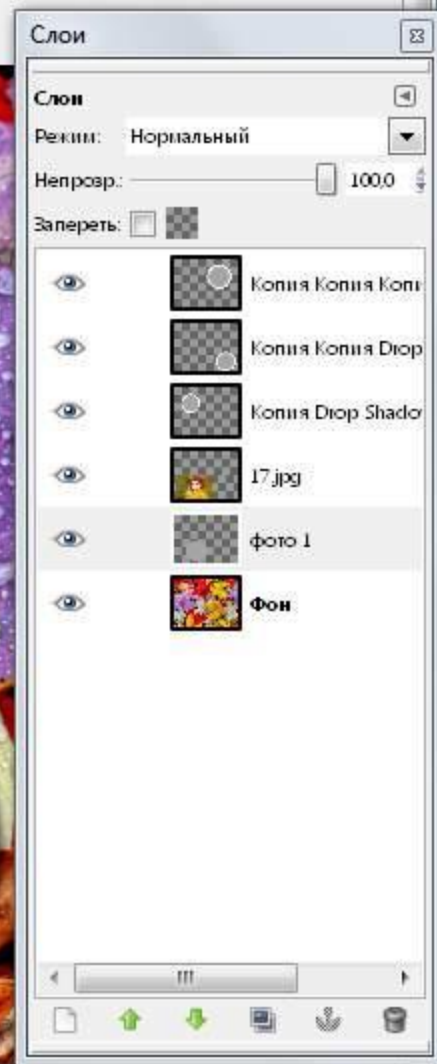 Слои
Слои
Режим: Нормальный
Непрозр.: 100,0
Запереть:
Копия Копия Копи
Копия Копия Drop
Копия Drop Shado
17.jpg
фото 1
Фон